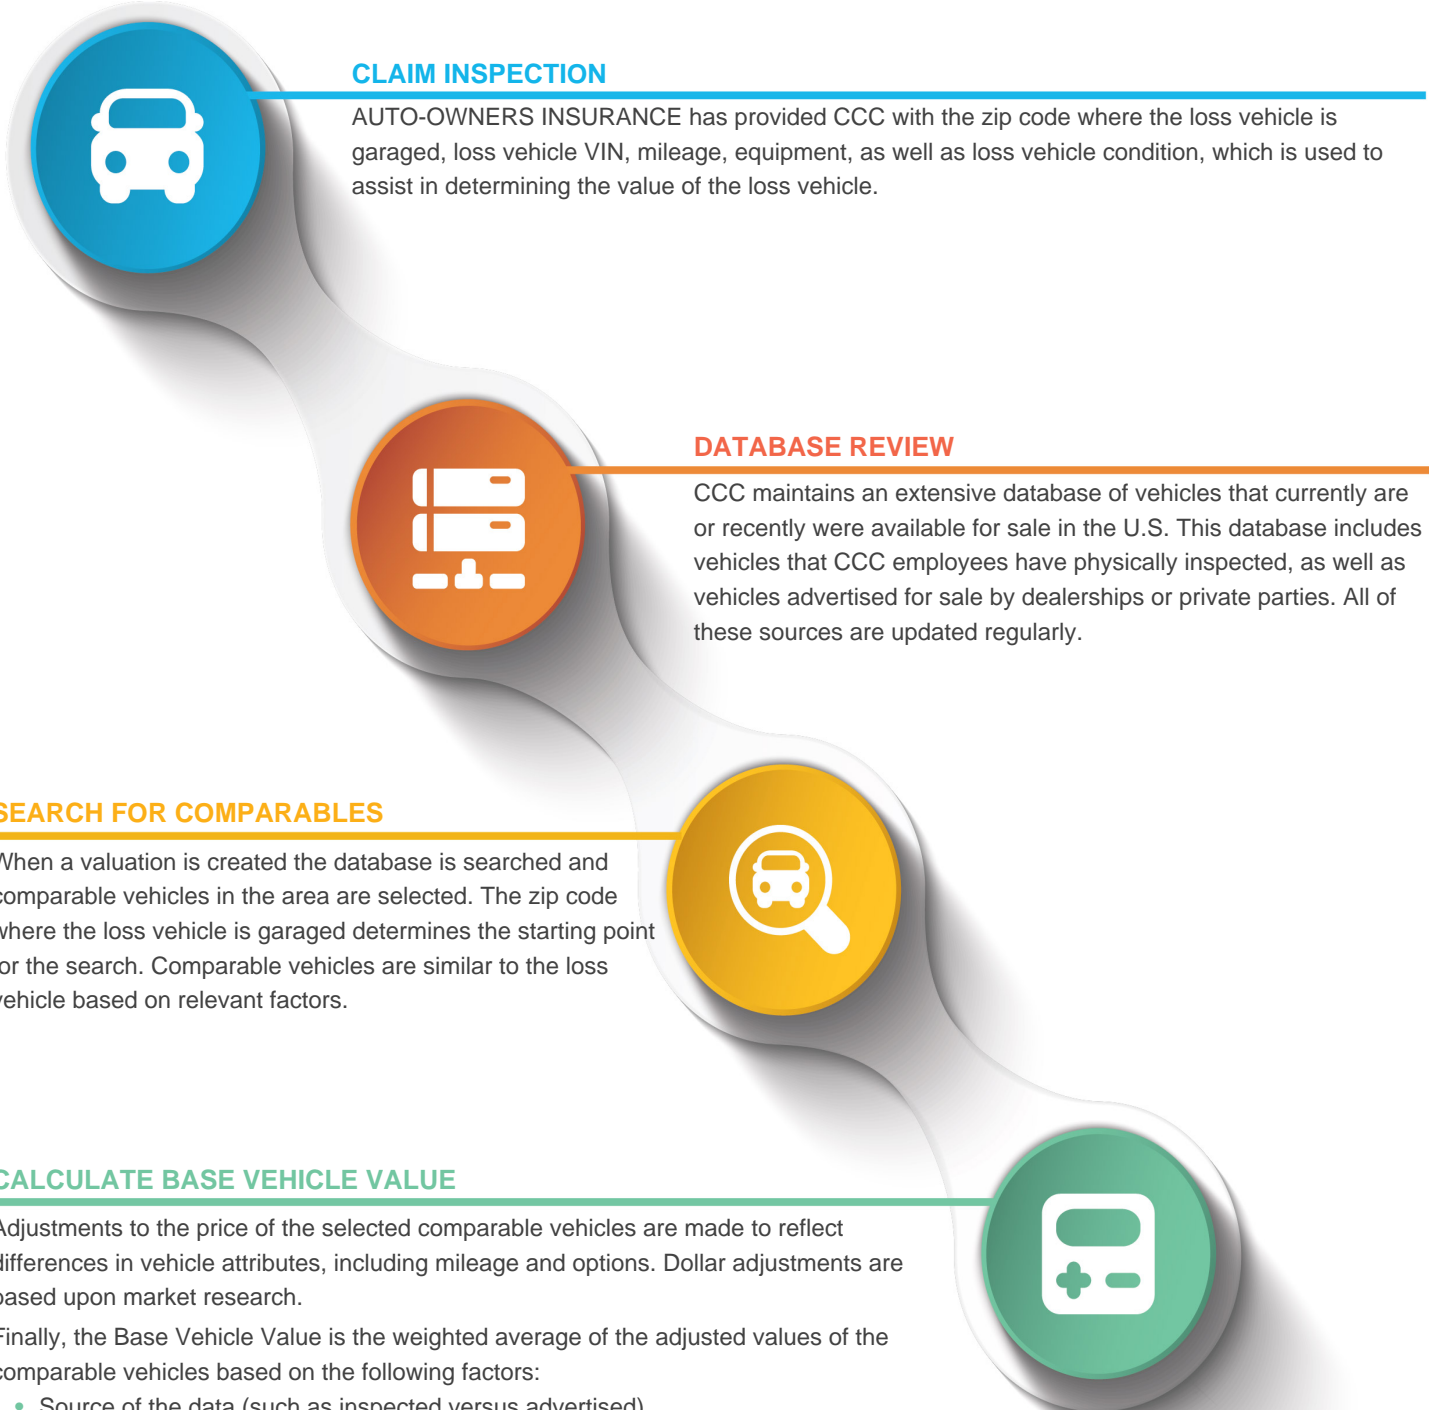 CLAIM INSPECTION
AUTO-OWNERS INSURANCE has provided CCC with the zip code where the loss vehicle is
garaged, loss vehicle VIN, mileage, equipment, as well as loss vehicle condition, which is used to
assist in determining the value of the loss vehicle.
DATABASE REVIEW
CCC maintains an extensive database of vehicles that currently are
or recently were available for sale in the U.S. This database includes
vehicles that CCC employees have physically inspected, as well as
vehicles advertised for sale by dealerships or private parties. All of
these sources are updated regularly.
SEARCH FOR COMPARABLES
When a valuation is created the database is searched and
comparable vehicles in the area are selected. The zip code
where the loss vehicle is garaged determines the starting point
for the search. Comparable vehicles are similar to the loss
vehicle based on relevant factors.
CALCULATE BASE VEHICLE VALUE
Adjustments to the price of the selected comparable vehicles are made to reflect
differences in vehicle attributes, including mileage and options. Dollar adjustments are
based upon market research.
Finally, the Base Vehicle Value is the weighted average of the adjusted values of the
comparable vehicles based on the following factors:
• Source of the data (such as inspected versus advertised)